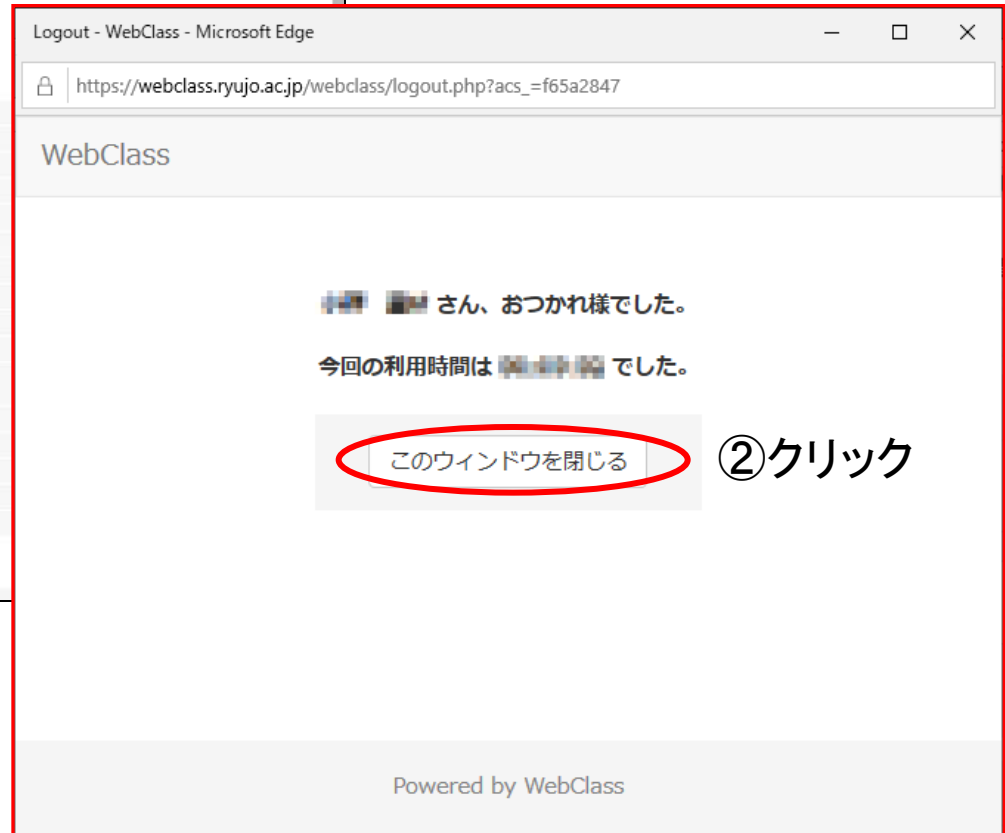 Logout - WebClass - Microsoft Edge
https://webclass.ryujo.ac.jp/webclass/logout.php?acs_=f65a2847
WebClass
さん、おつかれ様でした。
今回の利用時間は でした。
このウィンドウを閉じる
②クリック
Powered by WebClass